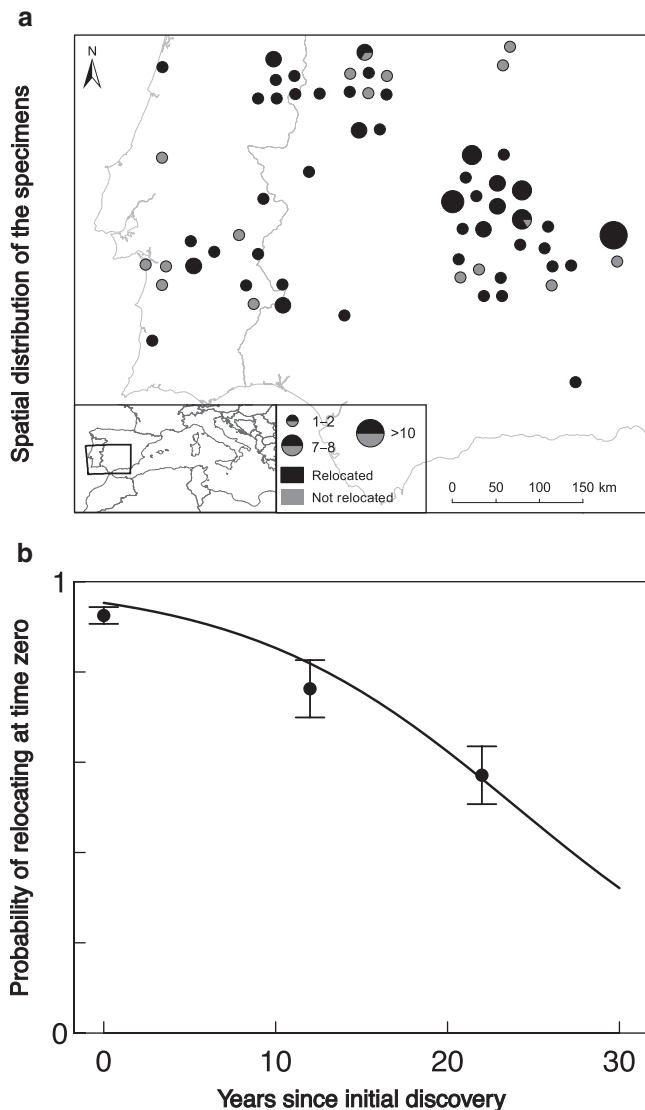 a
Spatial distribution of the specimens
N
1–2
>10
7–8
Relocated
Not relocated
0 50 100 150 km
b
Probability of relocating at time zero
1
0
0 10 20 30
Years since initial discovery